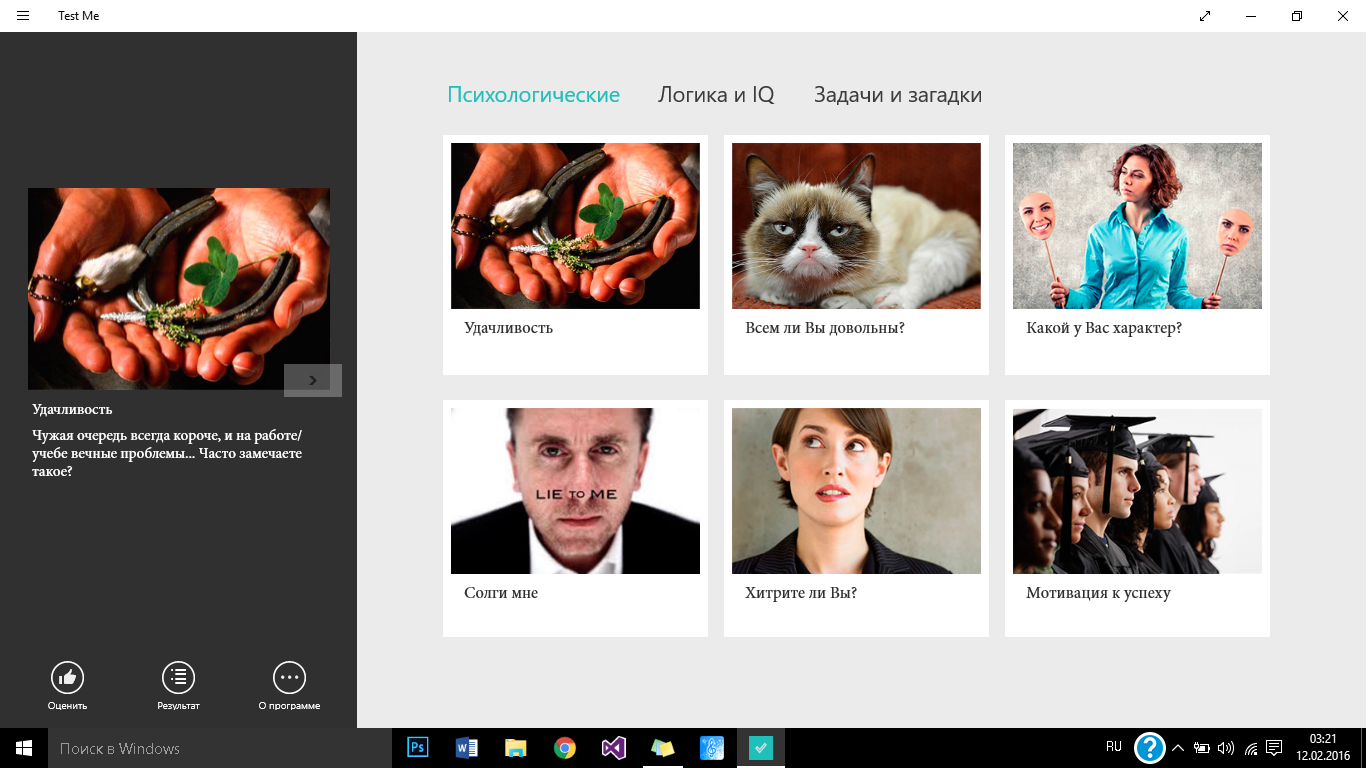 Test Me
Психологические
Логика и IQ
Задачи и загадки
Удачливость
Чужая очередь всегда короче, и на работе/
учебе вечные проблемы... Часто замечаете
такое?
Удачливость
Всем ли Вы довольны?
Какой у Вас характер?
LIE TO ME
Солги мне
Хитрите ли Вы?
Мотивация к успеху
Оценить
Результат
О программе
Поиск в Windows
Ps
W
RU
?
03:21
12.02.2016